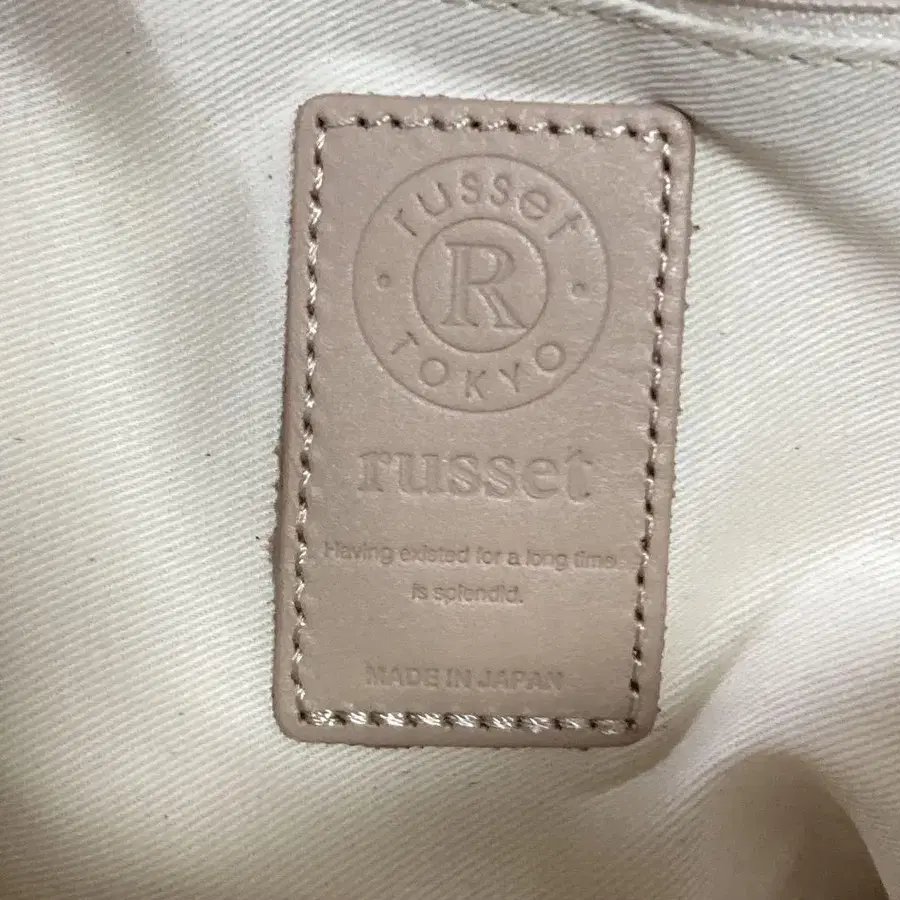 russet
R
TOKYO
russet
Having existed for a long time
is splendid.
MADE IN JAPAN